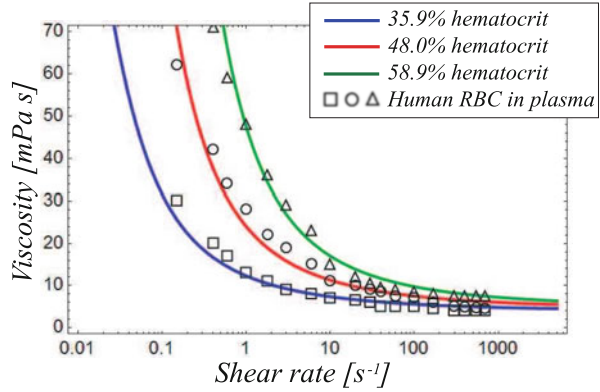 35.9% hematocrit
48.0% hematocrit
58.9% hematocrit
Human RBC in plasma
Viscosity [mPa s]
70
60
50
40
30
20
10
0
0.01 0.1 1 10 100 1000
Shear rate [s⁻¹]